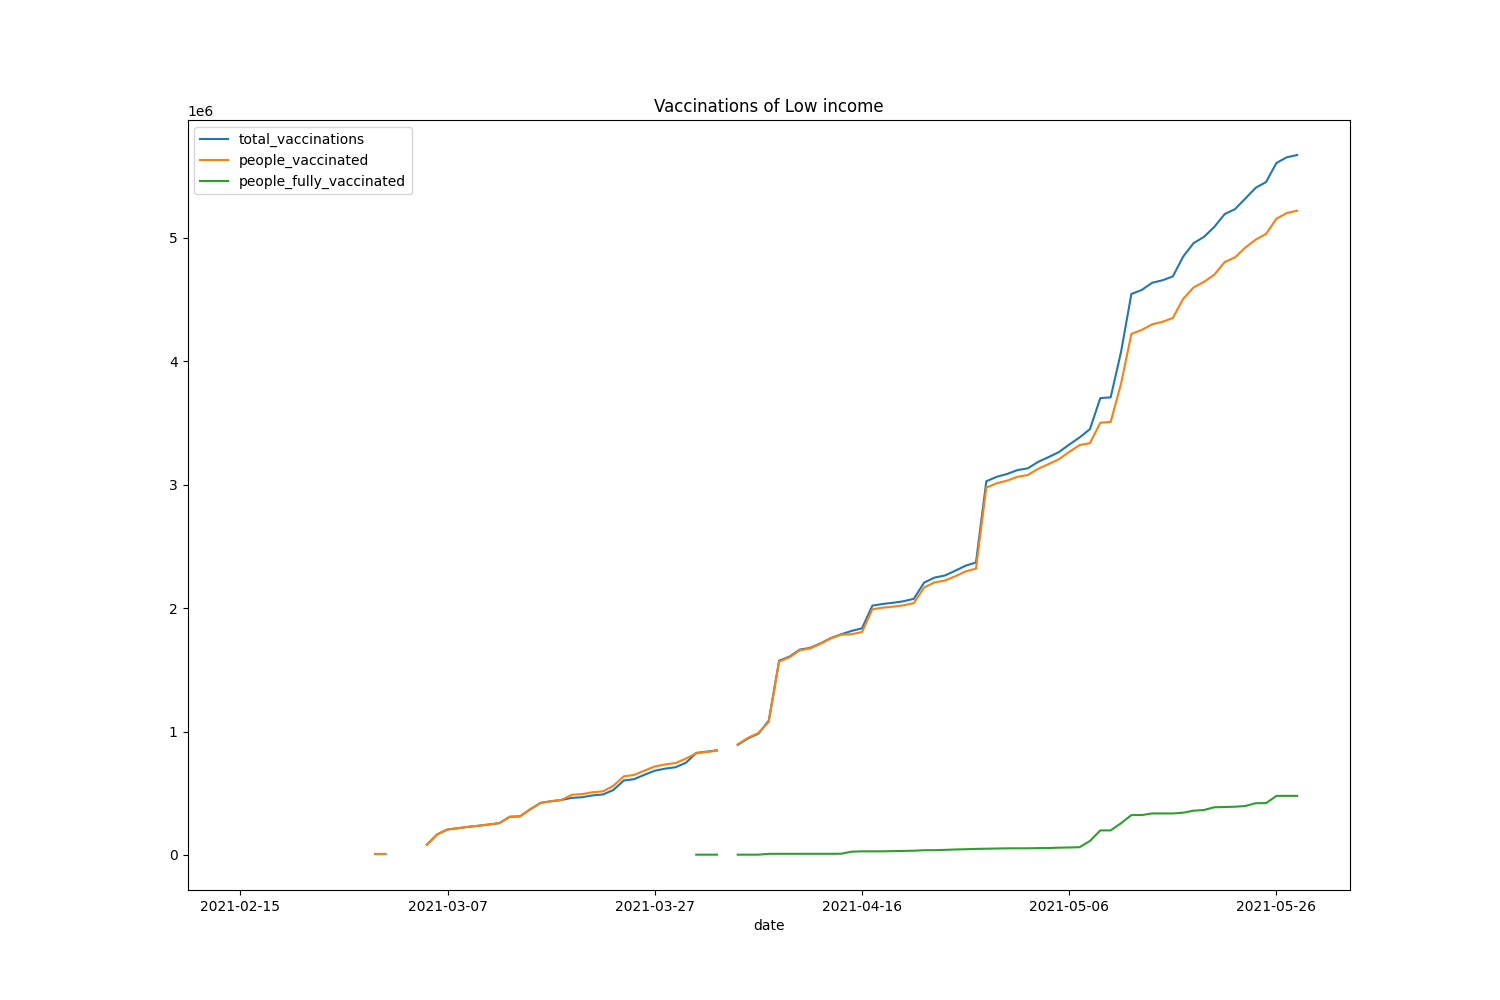 Vaccinations of Low income
1e6
total_vaccinations
people_vaccinated
people_fully_vaccinated
5
4
3
2
1
0
2021-02-15 2021-03-07 2021-03-27 2021-04-16 2021-05-06 2021-05-26
date